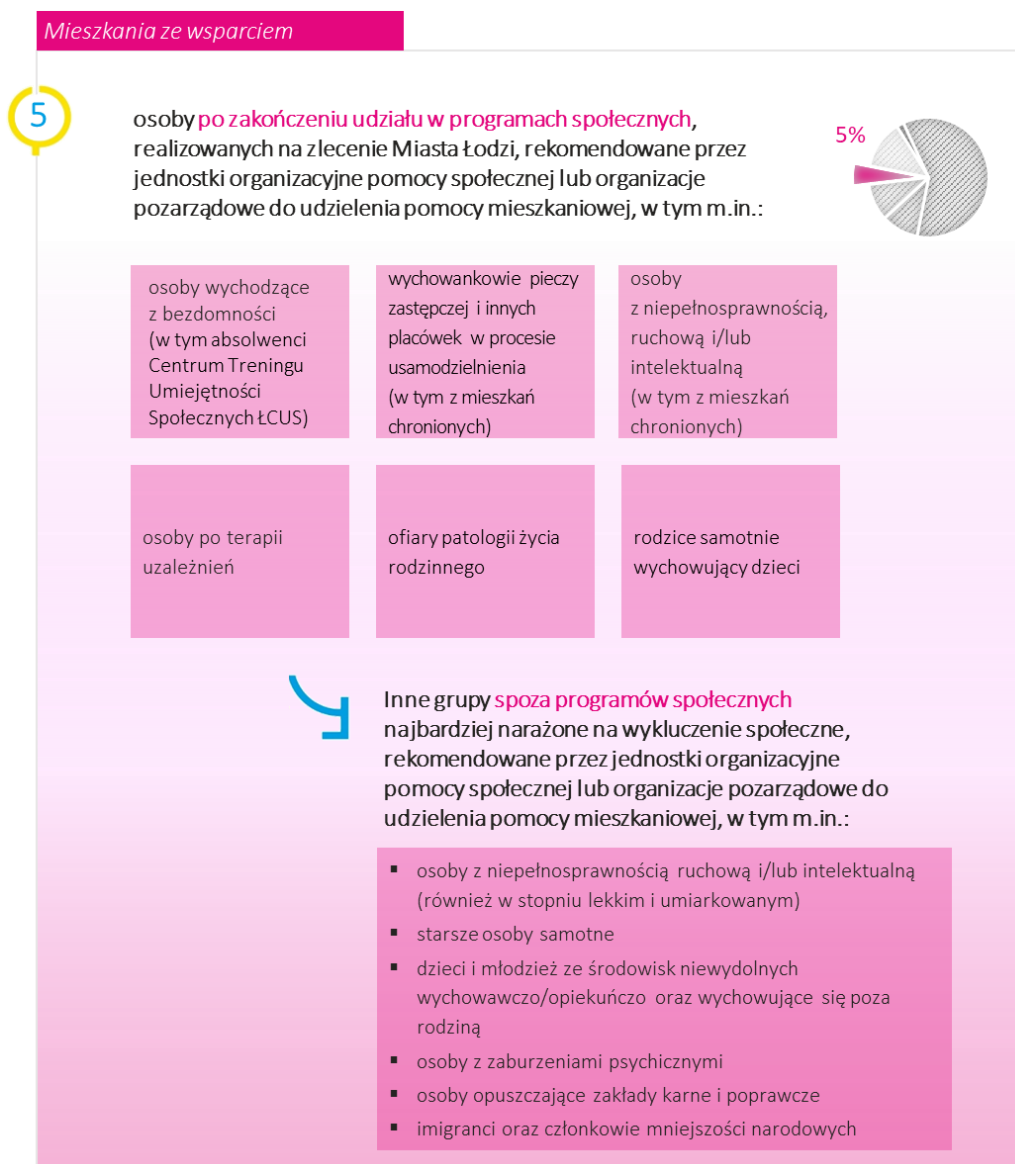 Mieszkania ze wsparciem
5
osoby po zakończeniu udziału w programach społecznych,
realizowanych na zlecenie Miasta Łodzi, rekomendowane przez
jednostki organizacyjne pomocy społecznej lub organizacje
pozarządowe do udzielenia pomocy mieszkaniowej, w tym m.in.:
5%
osoby wychodzące
z bezdomności
(w tym absolwenci
Centrum Treningu
Umiejętności
Społecznych ŁCUS)
wychowankowie pieczy
zastępczej i innych
placówek w procesie
usamodzielnienia
(w tym z mieszkań
chronionych)
osoby
z niepełnosprawnością,
ruchową i/lub
intelektualną
(w tym z mieszkań
chronionych)
osoby po terapii
uzależnień
ofiary patologii życia
rodzinnego
rodzice samotnie
wychowujący dzieci
Inne grupy spoza programów społecznych
najbardziej narażone na wykluczenie społeczne,
rekomendowane przez jednostki organizacyjne
pomocy społecznej lub organizacje pozarządowe do
udzielenia pomocy mieszkaniowej, w tym m.in.:
▪ osoby z niepełnosprawnością ruchową i/lub intelektualną
(również w stopniu lekkim i umiarkowanym)
▪ starsze osoby samotne
▪ dzieci i młodzież ze środowisk niewydolnych
wychowawczo/opiekuńczo oraz wychowujące się poza
rodziną
▪ osoby z zaburzeniami psychicznymi
▪ osoby opuszczające zakłady karne i poprawcze
▪ imigranci oraz członkowie mniejszości narodowych